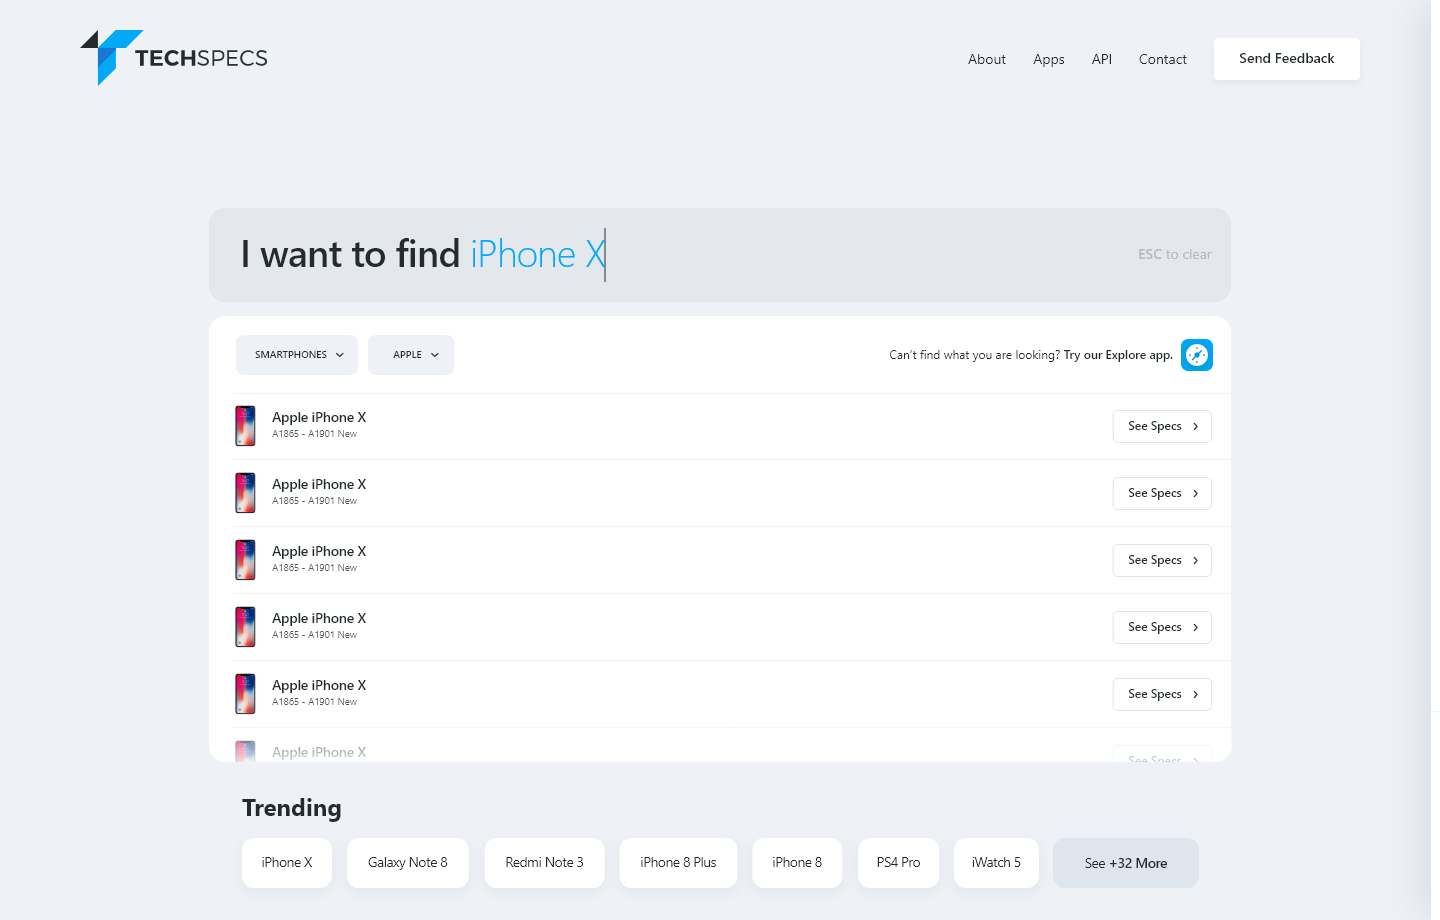 TECHSPECS
About Apps API Contact Send Feedback
I want to find iPhone X
ESC to clear
SMARTPHONES APPLE Can't find what you are looking? Try our Explore app.
Apple iPhone X
A1865 - A1901 New
See Specs
Apple iPhone X
A1865 - A1901 New
See Specs
Apple iPhone X
A1865 - A1901 New
See Specs
Apple iPhone X
A1865 - A1901 New
See Specs
Apple iPhone X
A1865 - A1901 New
See Specs
Apple iPhone X
See Specs
Trending
iPhone X Galaxy Note 8 Redmi Note 3 iPhone 8 Plus iPhone 8 PS4 Pro iWatch 5 See +32 More